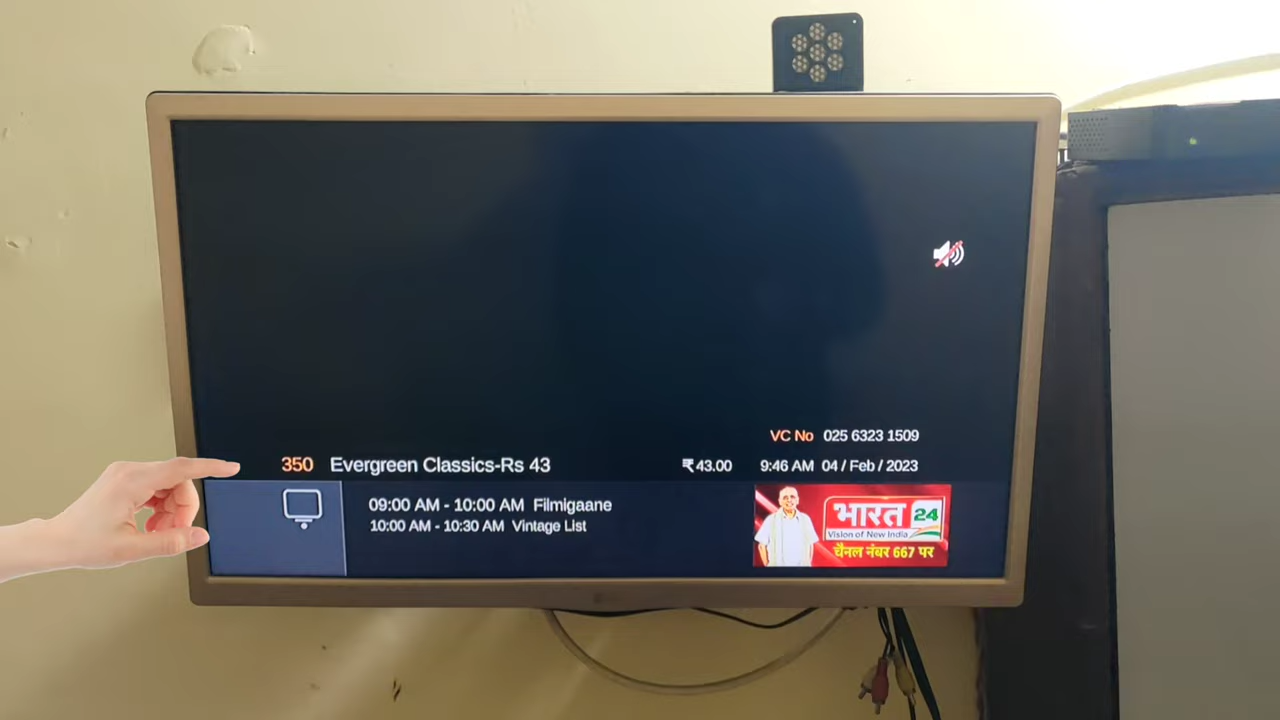 VC No 025 6323 1509
350 Evergreen Classics-Rs 43 ₹43.00 9:46 AM 04 / Feb / 2023
09:00 AM - 10:00 AM Filmigaane
10:00 AM - 10:30 AM Vintage List
भारत 24
Vision of New India
चैनल नंबर 667 पर